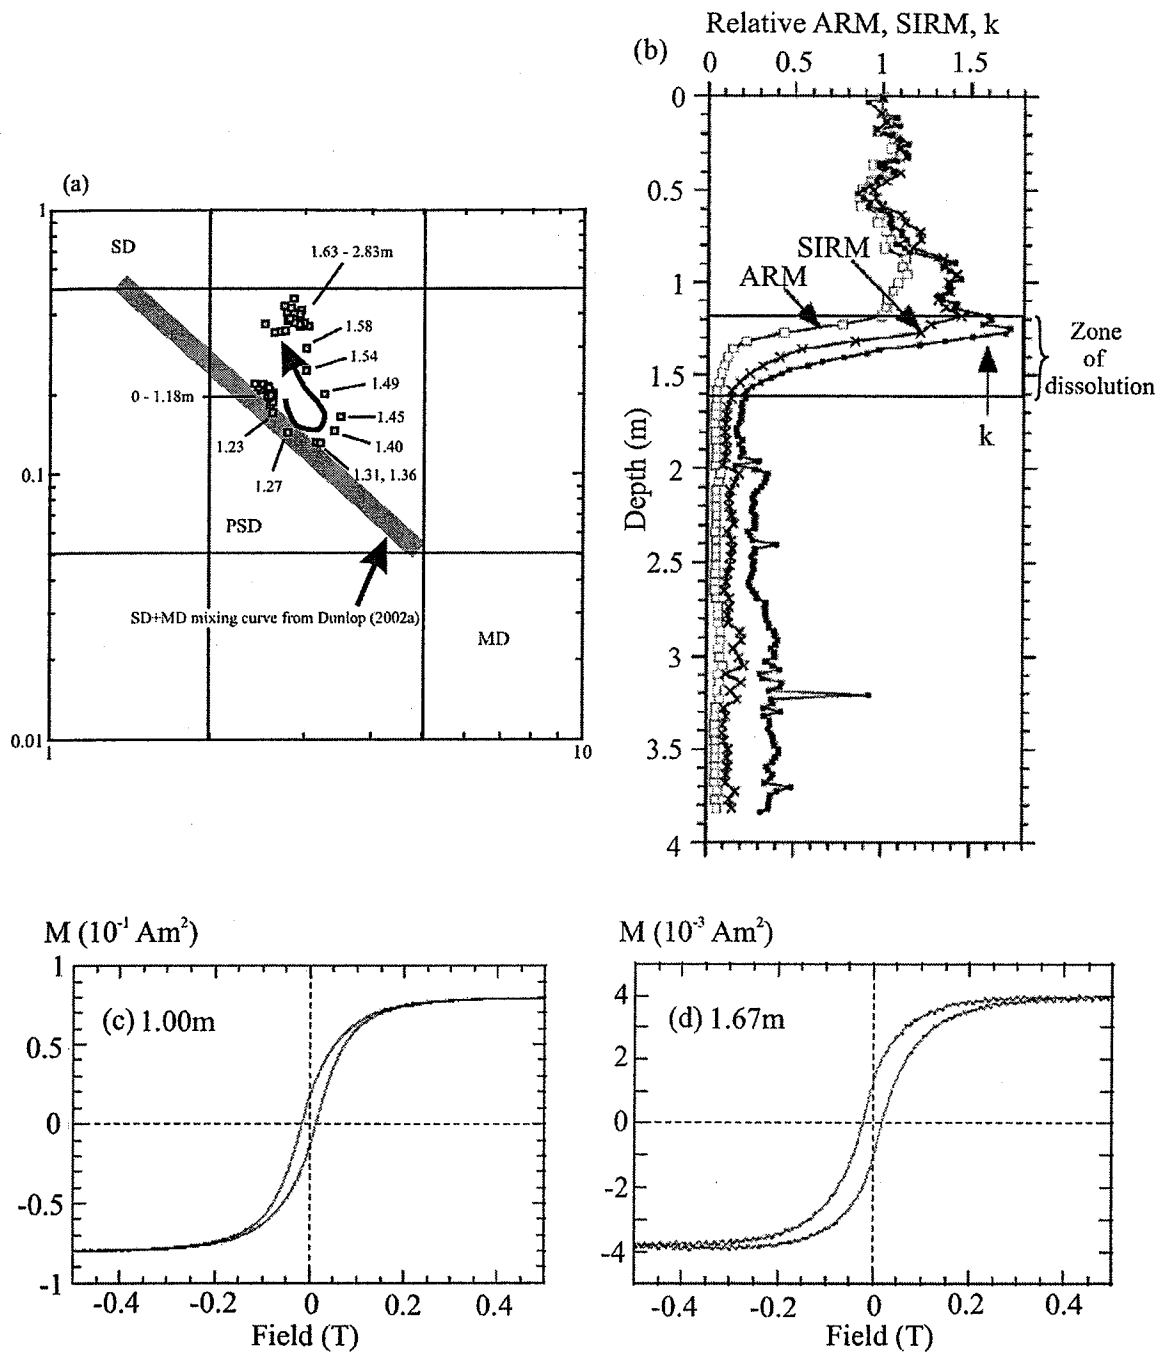 (a)
1
0.1
0.01
1
10
SD
1.63 - 2.83m
1.58
1.54
1.49
1.45
1.40
1.31, 1.36
0 - 1.18m
1.23
1.27
PSD
SD+MD mixing curve from Dunlop (2002a)
MD
Relative ARM, SIRM, k
(b)
0
0.5
1
1.5
0
0.5
1
1.5
2
2.5
3
3.5
4
Depth (m)
SIRM
ARM
Zone
of
dissolution
k
M (10⁻¹ Am²)
(c) 1.00m
1
0.5
0
-0.5
-1
-0.4
-0.2
0
0.2
0.4
Field (T)
M (10⁻³ Am²)
(d) 1.67m
4
2
0
-2
-4
-0.4
-0.2
0
0.2
0.4
Field (T)